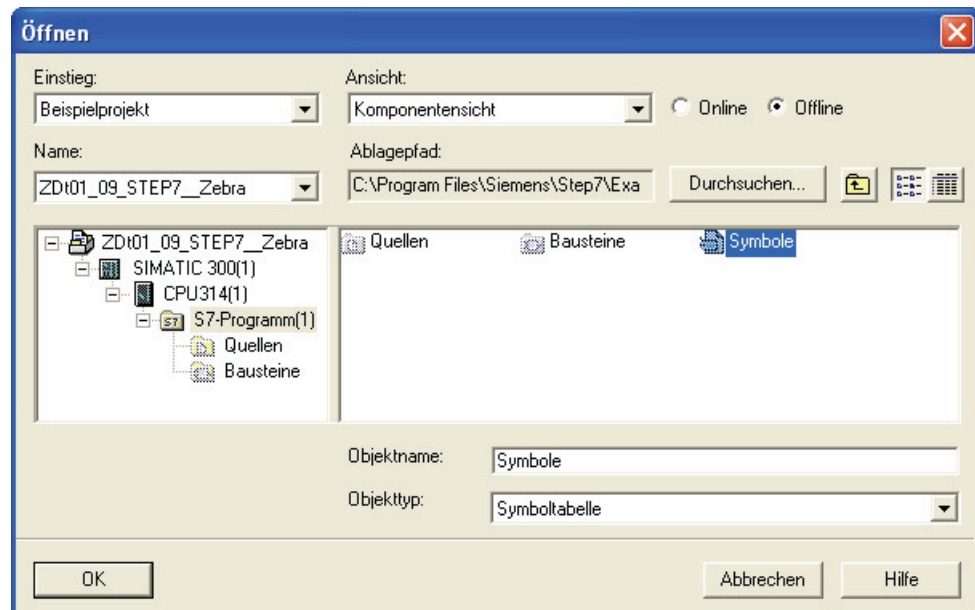 Öffnen
Einstieg:
Ansicht:
Beispielprojekt
Komponentensicht
Online
Offline
Name:
Ablagepfad:
ZDt01_09_STEP7__Zebra
C:\Program Files\Siemens\Step7\Exa
Durchsuchen...
ZDt01_09_STEP7__Zebra
SIMATIC 300(1)
CPU314(1)
S7-Programm(1)
Quellen
Bausteine
Quellen
Bausteine
Symbole
Objektname:
Symbole
Objekttyp:
Symboltabelle
OK
Abbrechen
Hilfe